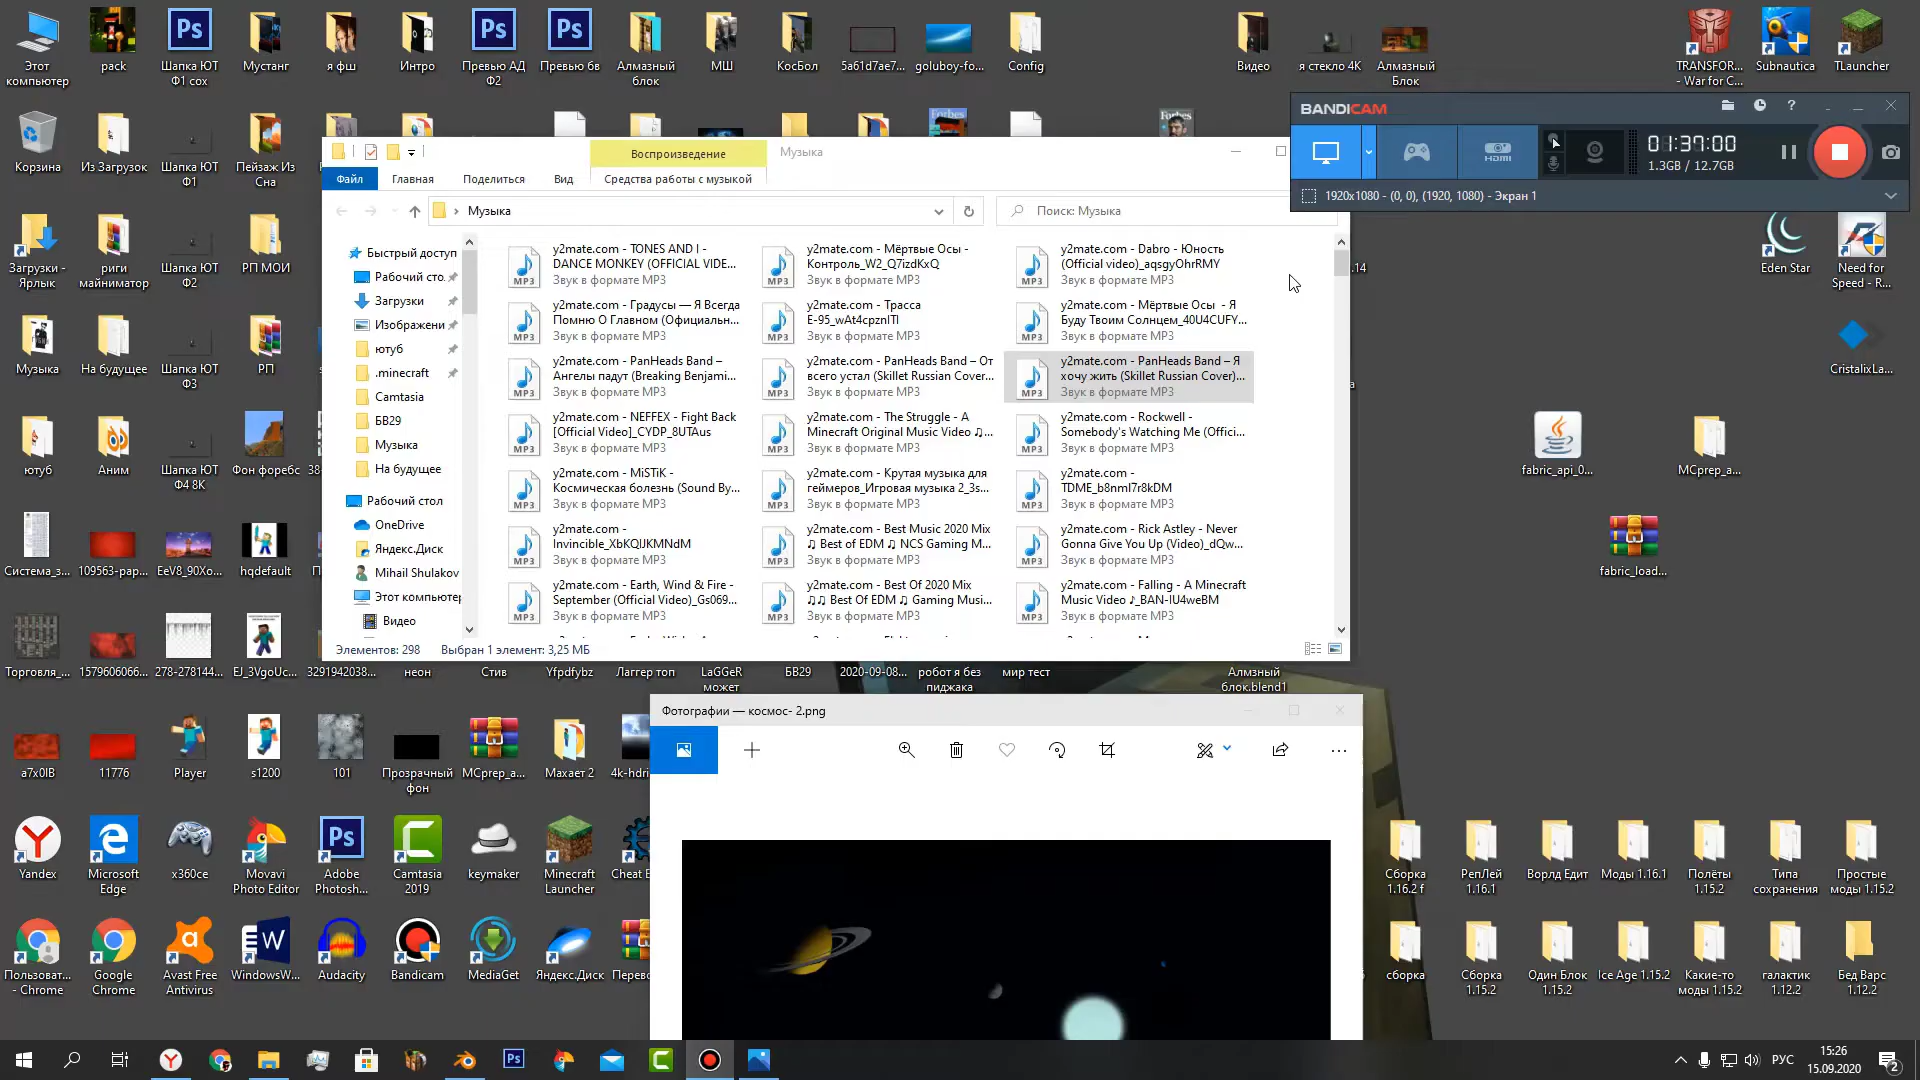 Этот
компьютер
pack
Шапка ЮТ
Ф1 сох
Мустанг
я фш
Интро
Превью АД
Ф2
Превью бв
Алмазный
блок
МШ
КосБол
5a61d7ae7...
goluboy-fo...
Config
Видео
я стекло 4K
Алмазный
Блок
TRANSFOR...
- War for C...
Subnautica
TLauncher
Корзина
Из Загрузок
Шапка ЮТ
Ф1
Пейзаж Из
Сна
Forbes
Forbes
BANDICAM
HDMI
01:37:00
1.3GB / 12.7GB
1920x1080 - (0, 0), (1920, 1080) - Экран 1
Воспроизведение
Музыка
Файл
Главная
Поделиться
Вид
Средства работы с музыкой
Музыка
Поиск: Музыка
Загрузки -
Ярлык
риги
майниматор
Шапка ЮТ
Ф2
РП МОИ
Eden Star
Need for
Speed - R...
.14
Музыка
На будущее
Шапка ЮТ
Ф3
РП
CristalixLa...
ютуб
Аним
Шапка ЮТ
Ф4 8K
Фон форебс
fabric_api_0...
MCprep_a...
Система_з...
109563-pap...
EeV8_90Xo...
hqdefault
fabric_load...
Быстрый доступ
Рабочий сто.
Загрузки
Изображени
ютуб
.minecraft
Camtasia
БВ29
Музыка
На будущее
Рабочий стол
OneDrive
Яндекс.Диск
Mihail Shulakov
Этот компьютер
Видео
y2mate.com - TONES AND I -
DANCE MONKEY (OFFICIAL VIDE...
Звук в формате MP3
y2mate.com - Мёртвые Осы -
Контроль_W2_Q7izdKxQ
Звук в формате MP3
y2mate.com - Dabro - Юность
(Official video)_aqsgyOhrRMY
Звук в формате MP3
y2mate.com - Градусы — Я Всегда
Помню О Главном (Официальн...
Звук в формате MP3
y2mate.com - Трасса
E-95_wAt4cpznITI
Звук в формате MP3
y2mate.com - Мёртвые Осы - Я
Буду Твоим Солнцем_40U4CUFY...
Звук в формате MP3
y2mate.com - PanHeads Band –
Ангелы падут (Breaking Benjami...
Звук в формате MP3
y2mate.com - PanHeads Band – От
всего устал (Skillet Russian Cover...
Звук в формате MP3
y2mate.com - PanHeads Band – Я
хочу жить (Skillet Russian Cover)...
Звук в формате MP3
y2mate.com - NEFFEX - Fight Back
[Official Video]_CYDP_8UTAus
Звук в формате MP3
y2mate.com - The Struggle - A
Minecraft Original Music Video ♫...
Звук в формате MP3
y2mate.com - Rockwell -
Somebody's Watching Me (Offici...
Звук в формате MP3
y2mate.com - MiSTiK -
Космическая болезнь (Sound By...
Звук в формате MP3
y2mate.com - Крутая музыка для
геймеров_Игровая музыка 2_3s...
Звук в формате MP3
y2mate.com -
TDME_b8nmI7r8kDM
Звук в формате MP3
y2mate.com -
Invincible_XbKQIJKMNdM
Звук в формате MP3
y2mate.com - Best Music 2020 Mix
♫ Best of EDM ♫ NCS Gaming M...
Звук в формате MP3
y2mate.com - Rick Astley - Never
Gonna Give You Up (Video)_dQw...
Звук в формате MP3
y2mate.com - Earth, Wind & Fire -
September (Official Video)_Gs069...
Звук в формате MP3
y2mate.com - Best Of 2020 Mix
♫♫ Best Of EDM ♫ Gaming Musi...
Звук в формате MP3
y2mate.com - Falling - A Minecraft
Music Video ♪_BAN-IU4weBM
Звук в формате MP3
Элементов: 298
Выбран 1 элемент: 3,25 МБ
Торговля_...
1579606066...
278-278144...
EJ_3VgoUc...
3291942038...
неон
Стив
Yfpdfybz
Лаггер топ
LaGGeR
может
БВ29
2020-09-08...
робот я без
пиджака
мир тест
Алмзный
блок.blend1
Фотографии — космос- 2.png
a7x0IB
11776
Player
s1200
101
Прозрачный
фон
MCprep_a...
Махает 2
4k-hdri
Yandex
Microsoft
Edge
x360ce
Movavi
Photo Editor
Adobe
Photosh...
Camtasia
2019
keymaker
Minecraft
Launcher
Cheat E
Сборка
1.16.2 f
РепЛей
1.16.1
Ворлд Едит
Моды 1.16.1
Полёты
1.15.2
Типа
сохранения
Простые
моды 1.15.2
Пользоват...
- Chrome
Google
Chrome
Avast Free
Antivirus
WindowsW...
Audacity
Bandicam
MediaGet
Яндекс.Диск
Перево
сборка
Сборка
1.15.2
Один Блок
1.15.2
Ice Age 1.15.2
Какие-то
моды 1.15.2
галактик
1.12.2
Бед Варс
1.12.2
РУС
15:26
15.09.2020
2